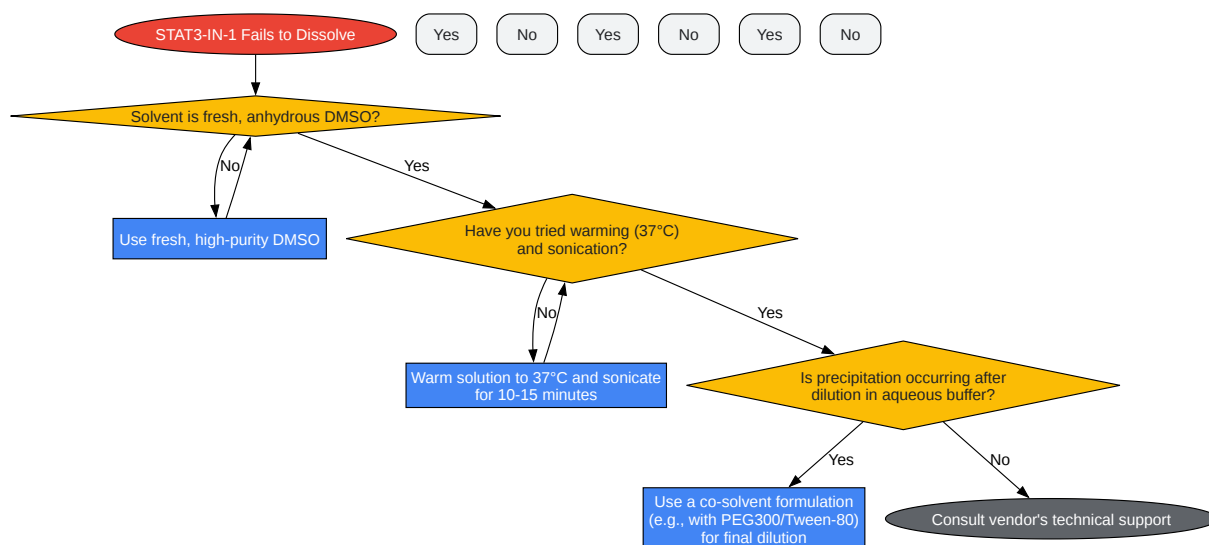 STAT3-IN-1 Fails to Dissolve
Yes
No
Yes
No
Yes
No
Solvent is fresh, anhydrous DMSO?
No
Yes
Use fresh, high-purity DMSO
Have you tried warming (37°C)
and sonication?
No
Yes
Warm solution to 37°C and sonicate
for 10-15 minutes
Is precipitation occurring after
dilution in aqueous buffer?
Yes
No
Use a co-solvent formulation
(e.g., with PEG300/Tween-80)
for final dilution
Consult vendor's technical support